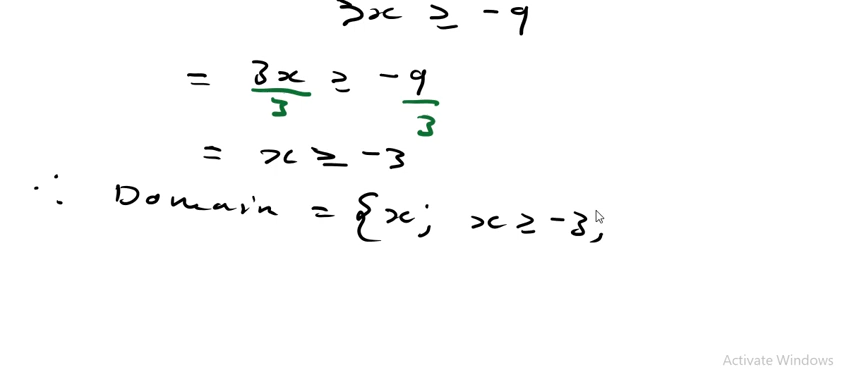 3x ≥ -9
= 3x/3 ≥ -9/3
= x ≥ -3
∴ Domain = {x; x ≥ -3,
Activate Windows